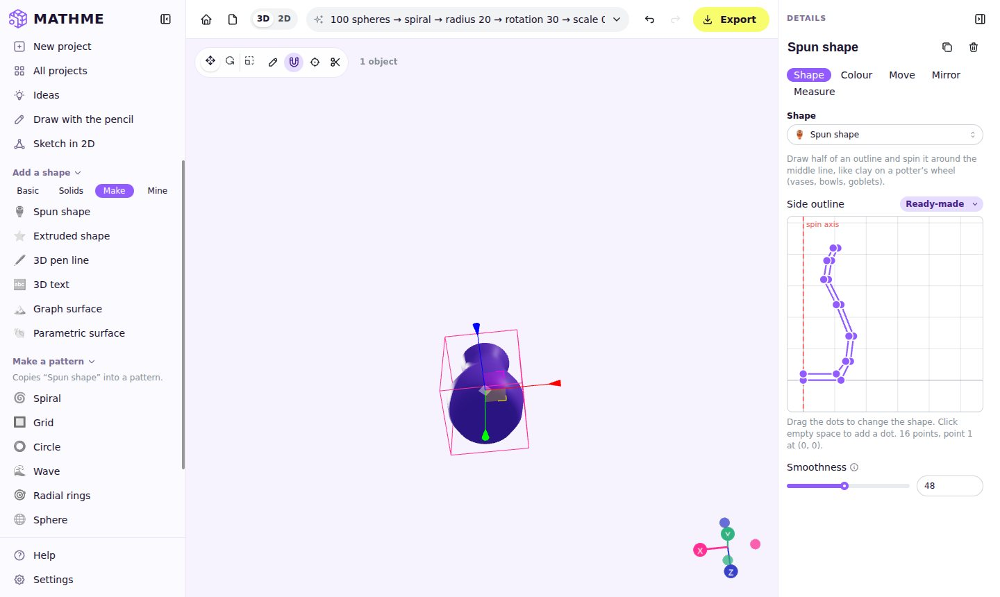 MATHME
New project
All projects
Ideas
Draw with the pencil
Sketch in 2D
Add a shape
Basic Solids Make Mine
Spun shape
Extruded shape
3D pen line
abc 3D text
Graph surface
Parametric surface
Make a pattern
Copies “Spun shape” into a pattern.
Spiral
Grid
Circle
Wave
Radial rings
Sphere
Help
Settings
3D 2D
100 spheres → spiral → radius 20 → rotation 30 → scale
Export
1 object
Y
X
Z
DETAILS
Spun shape
Shape Colour Move Mirror
Measure
Shape
Spun shape
Draw half of an outline and spin it around the
middle line, like clay on a potter’s wheel
(vases, bowls, goblets).
Side outline Ready-made
spin axis
Drag the dots to change the shape. Click
empty space to add a dot. 16 points, point 1
at (0, 0).
Smoothness
48